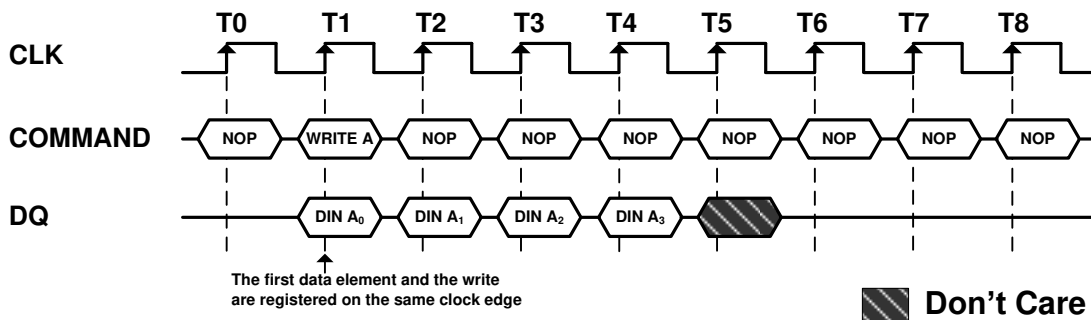 T0 T1 T2 T3 T4 T5 T6 T7 T8
CLK
COMMAND NOP WRITE A NOP NOP NOP NOP NOP NOP NOP
DQ DIN A0 DIN A1 DIN A2 DIN A3
The first data element and the write
are registered on the same clock edge
Don't Care